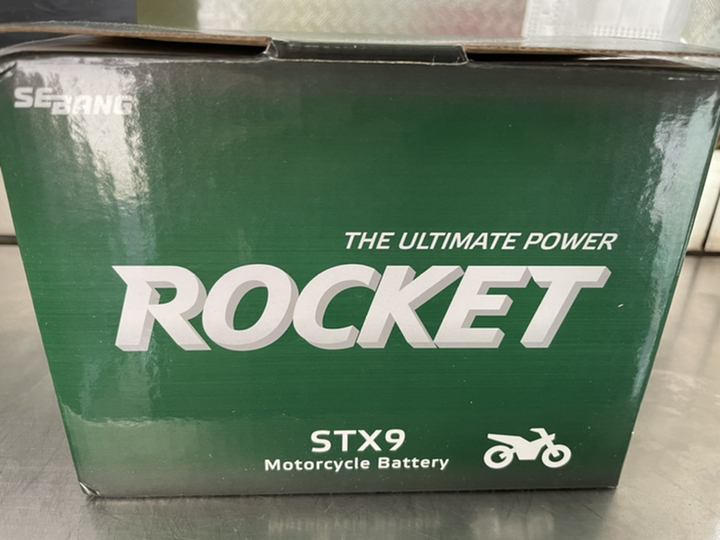 SEBANG
THE ULTIMATE POWER
ROCKET
STX9
Motorcycle Battery